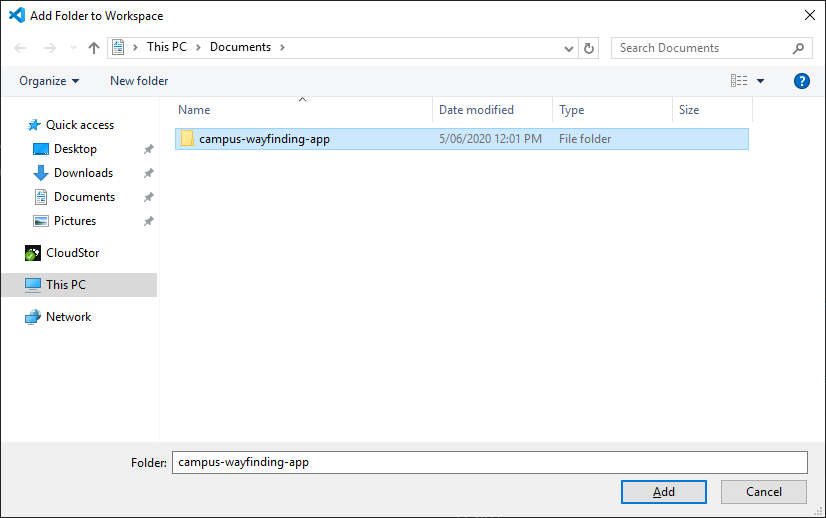 Add Folder to Workspace
This PC Documents Search Documents
Organize New folder
Name Date modified Type Size
campus-wayfinding-app 5/06/2020 12:01 PM File folder
Quick access
Desktop
Downloads
Documents
Pictures
CloudStor
This PC
Network
Folder: campus-wayfinding-app
Add Cancel